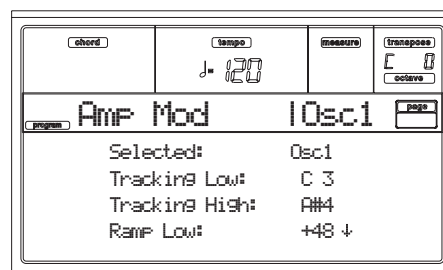 chord tempo measure transpose
♩= 120 C 0
octave
program Amp Mod |Osc1 page
Selected: Osc1
Tracking Low: C 3
Tracking High: A#4
Ramp Low: +48 ↓